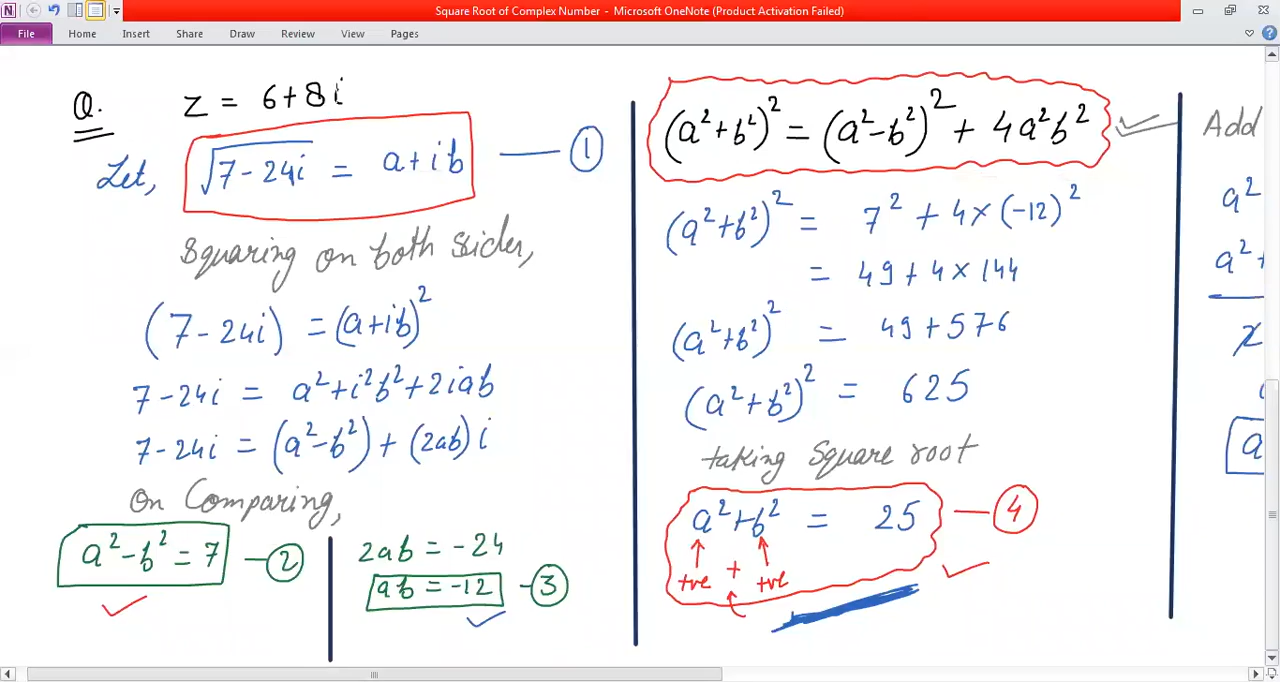 Square Root of Complex Number - Microsoft OneNote (Product Activation Failed)
File Home Insert Share Draw Review View Pages
Q. z = 6+8i
Let, √7-24i = a+ib — 1
Squaring on both sides,
(7-24i) = (a+ib)²
7-24i = a²+i²b²+2iab
7-24i = (a²-b²) + (2ab) i
On Comparing,
a²-b² = 7 — 2
2ab = -24
ab = -12 — 3
(a²+b²)² = (a²-b²)² + 4a²b²
(a²+b²)² = 7² + 4×(-12)²
= 49 + 4×144
(a²+b²)² = 49+576
(a²+b²)² = 625
taking Square root
a²+b² = 25 — 4
+ve + +ve
Add
a²
a²+
a